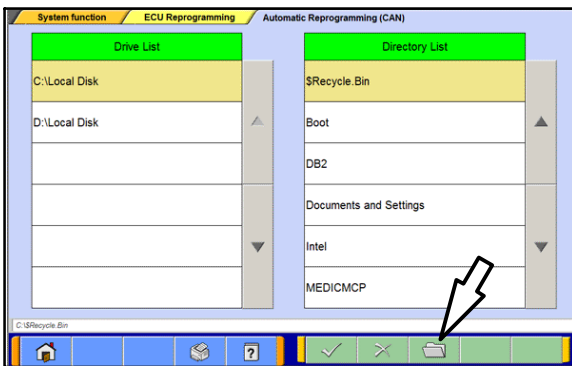 System function
ECU Reprogramming
Automatic Reprogramming (CAN)
Drive List
C:\Local Disk
D:\Local Disk
Directory List
$Recycle.Bin
Boot
DB2
Documents and Settings
Intel
MEDICMCP
C:\$Recycle.Bin
?